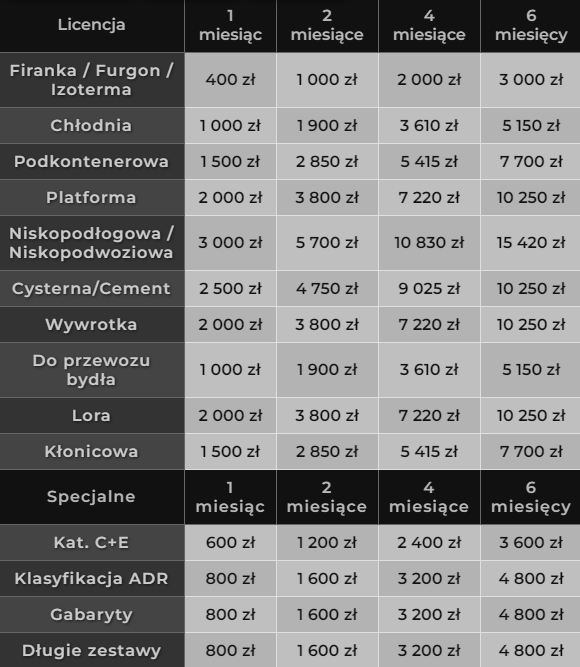 Licencja 1 miesiąc 2 miesiące 4 miesiące 6 miesięcy
Firanka / Furgon / Izoterma 400 zł 1 000 zł 2 000 zł 3 000 zł
Chłodnia 1 000 zł 1 900 zł 3 610 zł 5 150 zł
Podkontenerowa 1 500 zł 2 850 zł 5 415 zł 7 700 zł
Platforma 2 000 zł 3 800 zł 7 220 zł 10 250 zł
Niskopodłogowa / Niskopodwoziowa 3 000 zł 5 700 zł 10 830 zł 15 420 zł
Cysterna/Cement 2 500 zł 4 750 zł 9 025 zł 10 250 zł
Wywrotka 2 000 zł 3 800 zł 7 220 zł 10 250 zł
Do przewozu bydła 1 000 zł 1 900 zł 3 610 zł 5 150 zł
Lora 2 000 zł 3 800 zł 7 220 zł 10 250 zł
Kłonicowa 1 500 zł 2 850 zł 5 415 zł 7 700 zł
Specjalne 1 miesiąc 2 miesiące 4 miesiące 6 miesięcy
Kat. C+E 600 zł 1 200 zł 2 400 zł 3 600 zł
Klasyfikacja ADR 800 zł 1 600 zł 3 200 zł 4 800 zł
Gabaryty 800 zł 1 600 zł 3 200 zł 4 800 zł
Długie zestawy 800 zł 1 600 zł 3 200 zł 4 800 zł